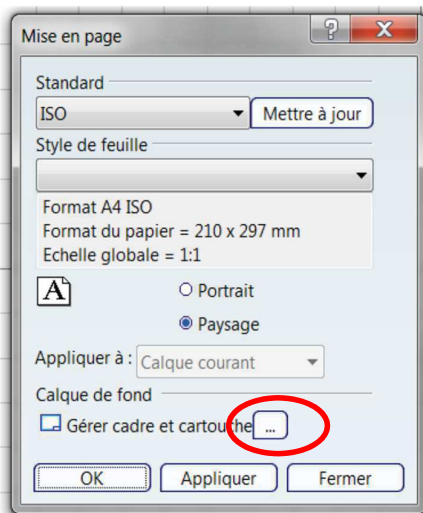 Mise en page
Standard
ISO Mettre à jour
Style de feuille
Format A4 ISO
Format du papier = 210 x 297 mm
Echelle globale = 1:1
A Portrait
Paysage
Appliquer à : Calque courant
Calque de fond
Gérer cadre et cartouche ...
OK Appliquer Fermer